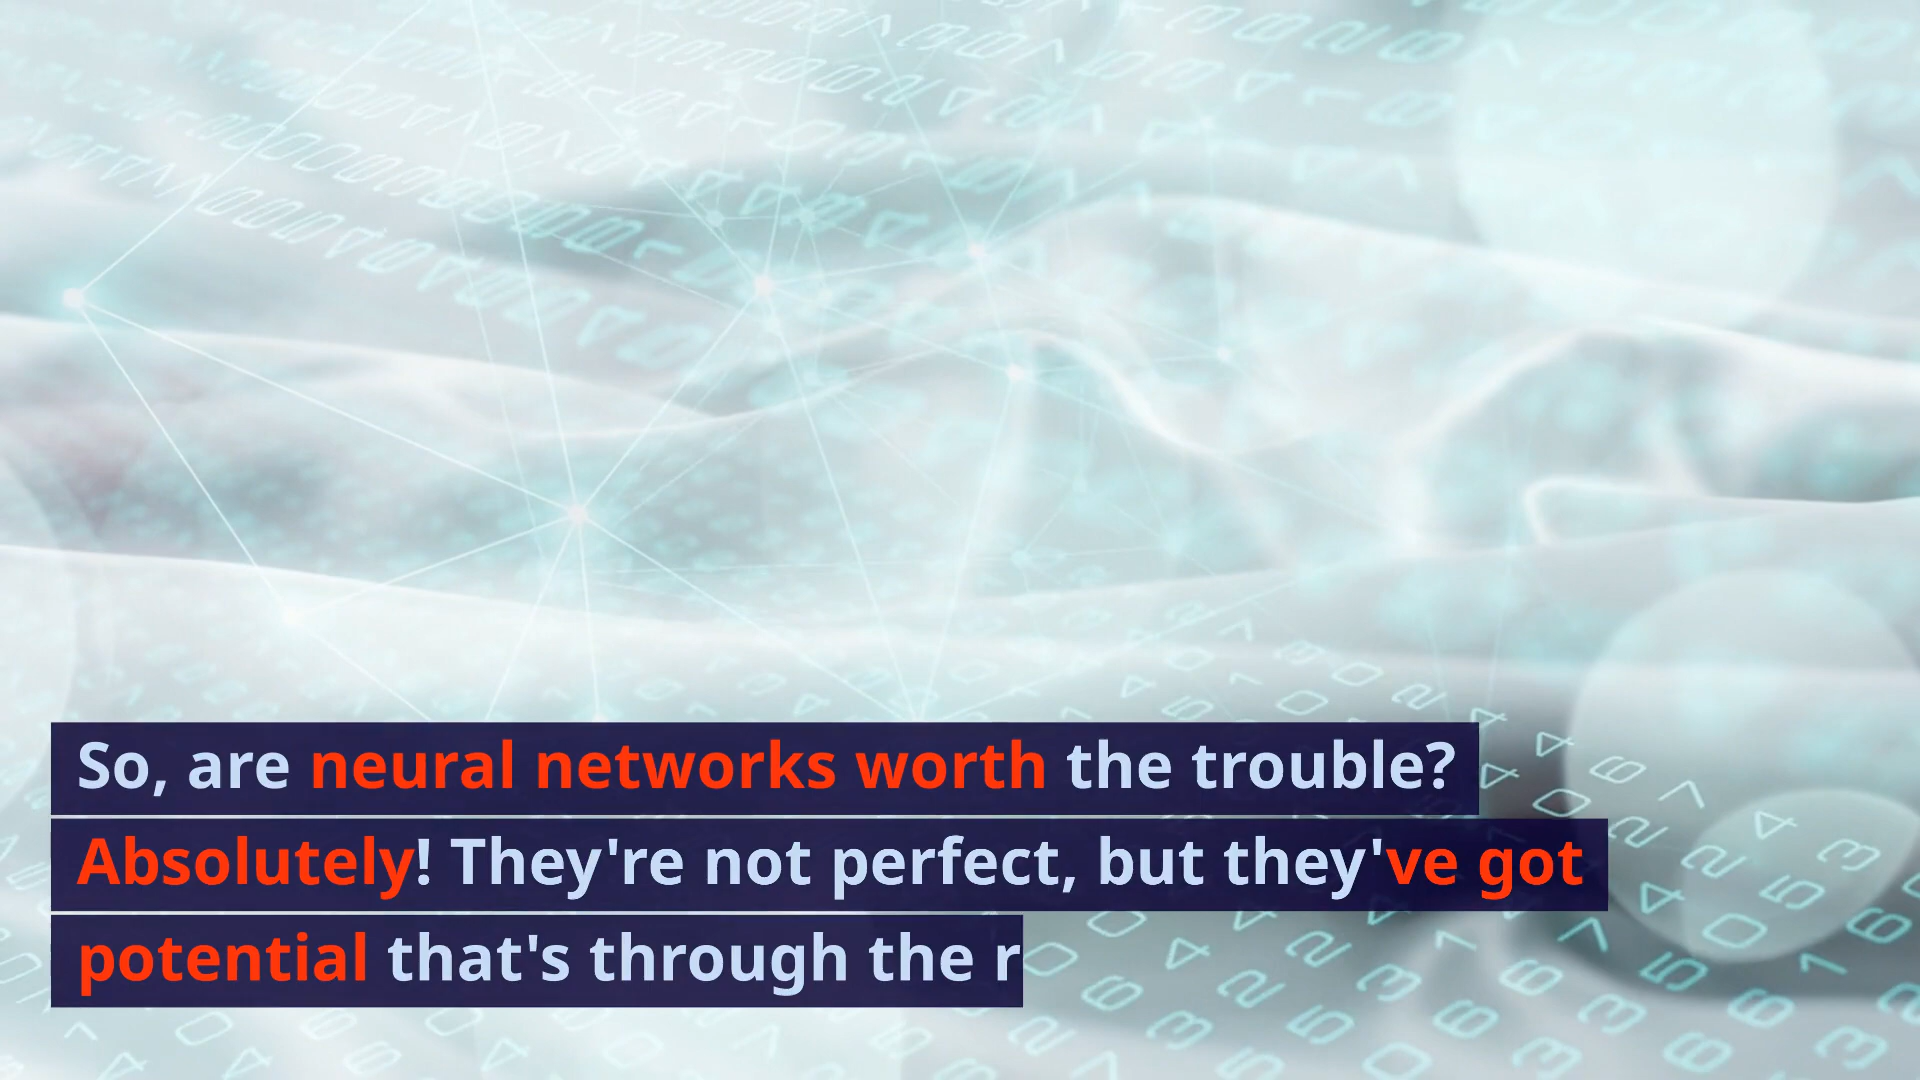 So, are neural networks worth the trouble?
Absolutely! They're not perfect, but they've got
potential that's through the r